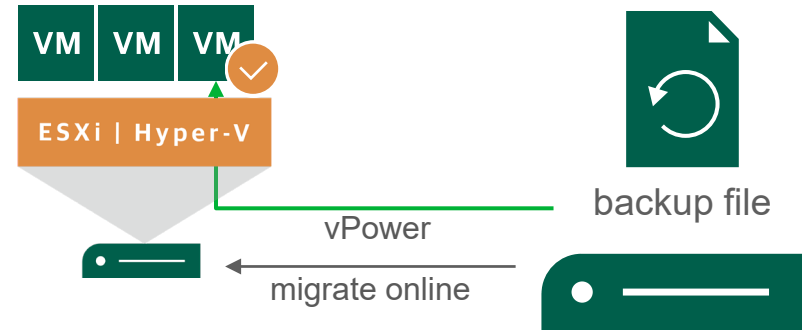 VM VM VM
ESXi | Hyper-V
backup file
vPower
migrate online